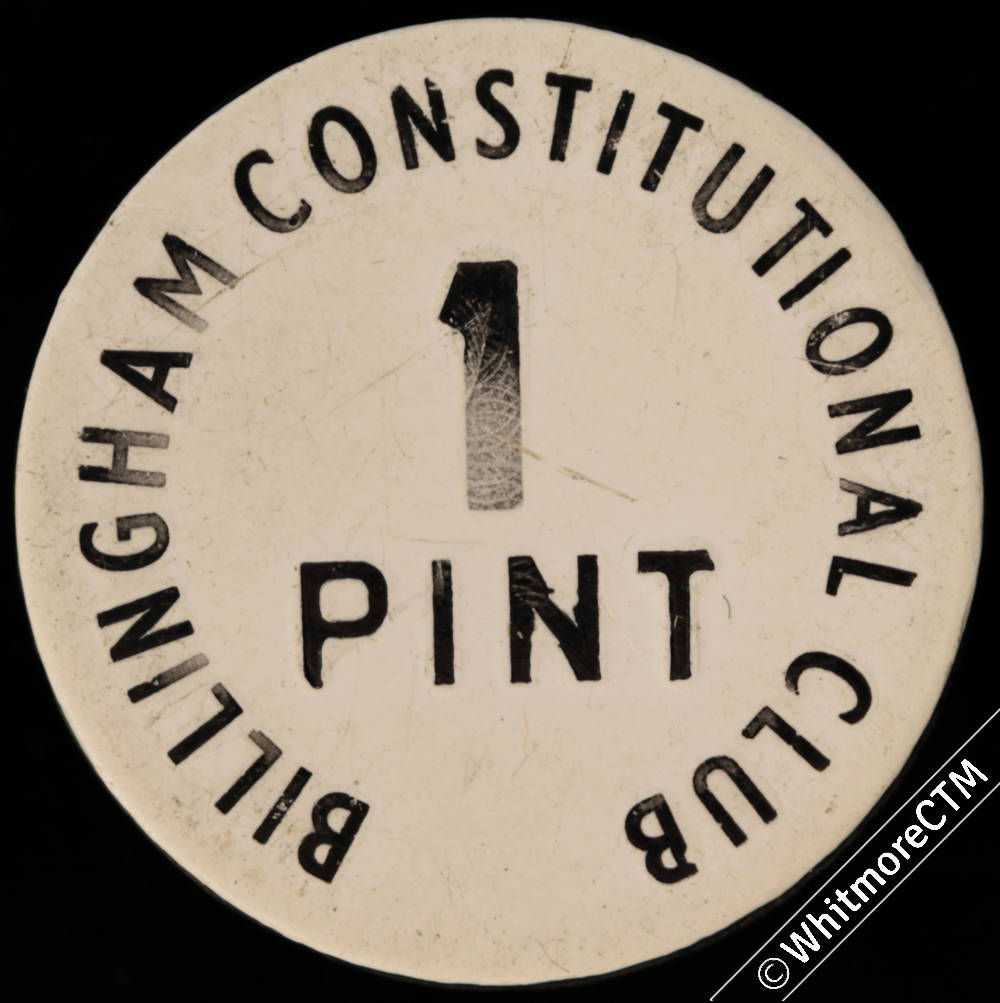 BILLINGHAM CONSTITUTIONAL CLUB
1
PINT
© WhitmoreCTM